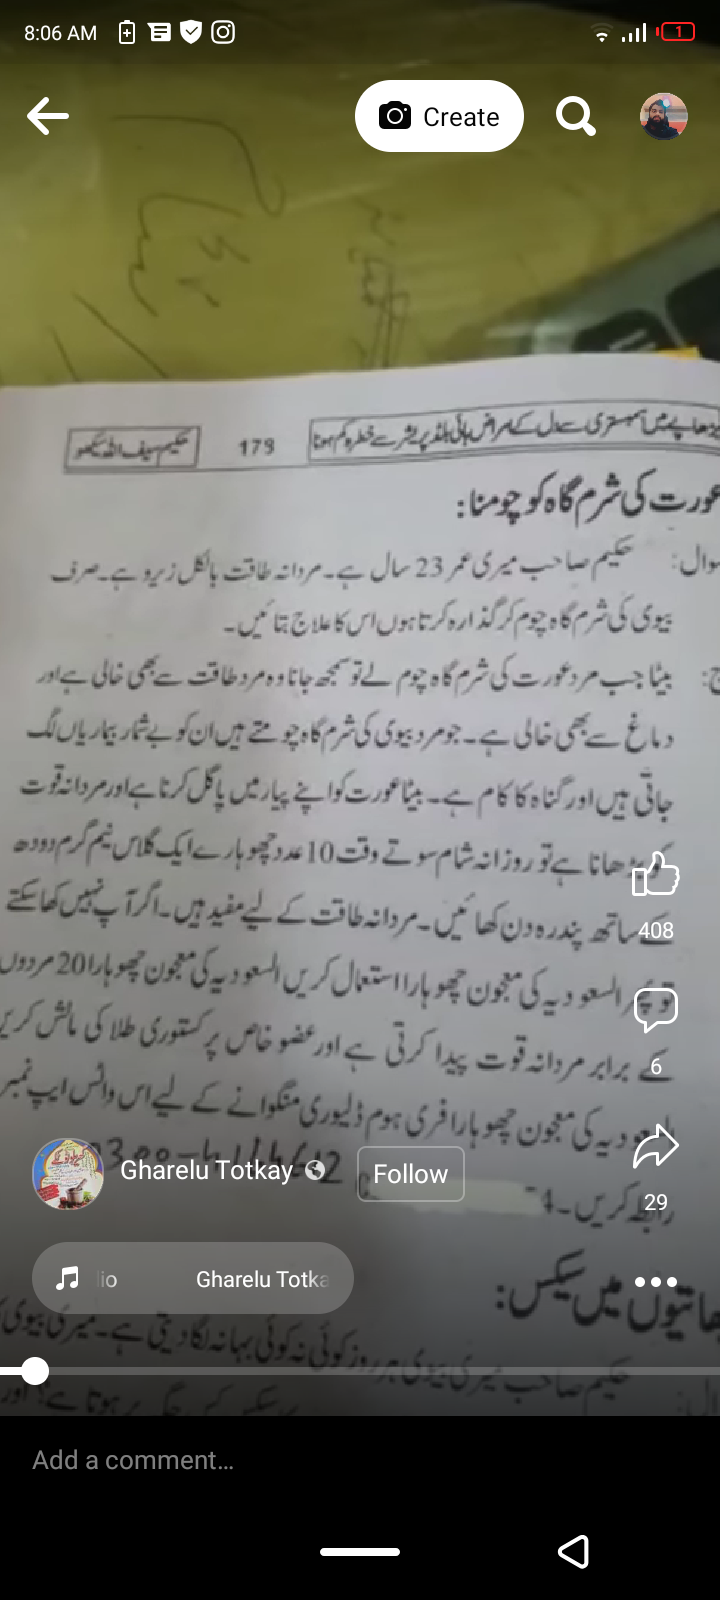 8:06 AM
1
Create
بڑھاپے میں ہمبستری سے دل کے امراض ہائی بلڈ پریشر سے خطرہ کم ہونا
179
حکیم سیف اللہ سیکھو
عورت کی شرم گاہ کو چومنا:
سوال: حکیم صاحب میری عمر 23 سال ہے۔ مردانہ طاقت بالکل زیرو ہے۔ صرف
بیوی کی شرم گاہ چوم کر گذارہ کرتا ہوں اس کا علاج بتائیں۔
ج: بیٹا جب مرد عورت کی شرم گاہ چوم لے تو سمجھ جانا وہ مرد طاقت سے بھی خالی ہے اور
دماغ سے بھی خالی ہے۔ جو مرد بیوی کی شرم گاہ چومتے ہیں ان کو بے شمار بیماریاں لگ
جاتی ہیں اور گناہ کا کام ہے۔ بیٹا عورت کو اپنے پیار میں پاگل کرنا ہے اور مردانہ قوت
کو بڑھانا ہے تو روزانہ شام سوتے وقت 10 عدد چھوہارے ایک گلاس نیم گرم دودھ
کے ساتھ پندرہ دن کھائیں۔ مردانہ طاقت کے لیے مفید ہیں۔ اگر آپ نہیں کھا سکتے
تو پھر السعودیہ کی معجون چھوہارا استعمال کریں السعودیہ کی معجون چھوہارا 20 مردوں
کے برابر مردانہ قوت پیدا کرتی ہے اور عضو خاص پر کستوری طلا کی مالش کریں
السعودیہ کی معجون چھوہارا فری ہوم ڈلیوری منگوانے کے لیے اس واٹس ایپ نمبر
رابطہ کریں۔
408
6
29
Gharelu Totkay
Follow
lio Gharelu Totka
چھاتیوں میں سیکس:
حکیم صاحب میری بیوی ہر روز کوئی نہ کوئی بہانہ لگا دیتی ہے۔ میری بیوی
Add a comment…